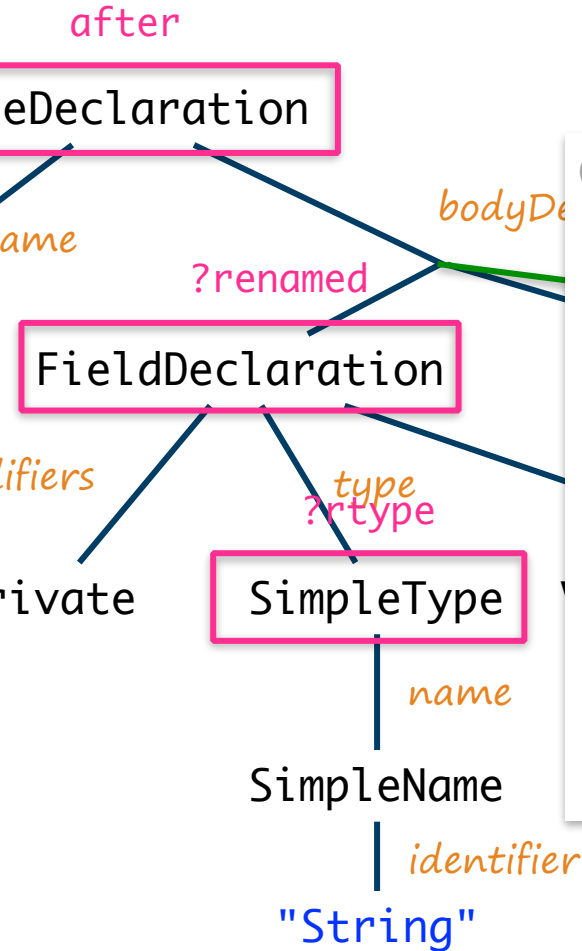 after
eDeclaration
ame
bodyDe
?renamed
FieldDeclaration
lifiers
type
?rtype
rivate
SimpleType
name
SimpleName
identifier
"String"